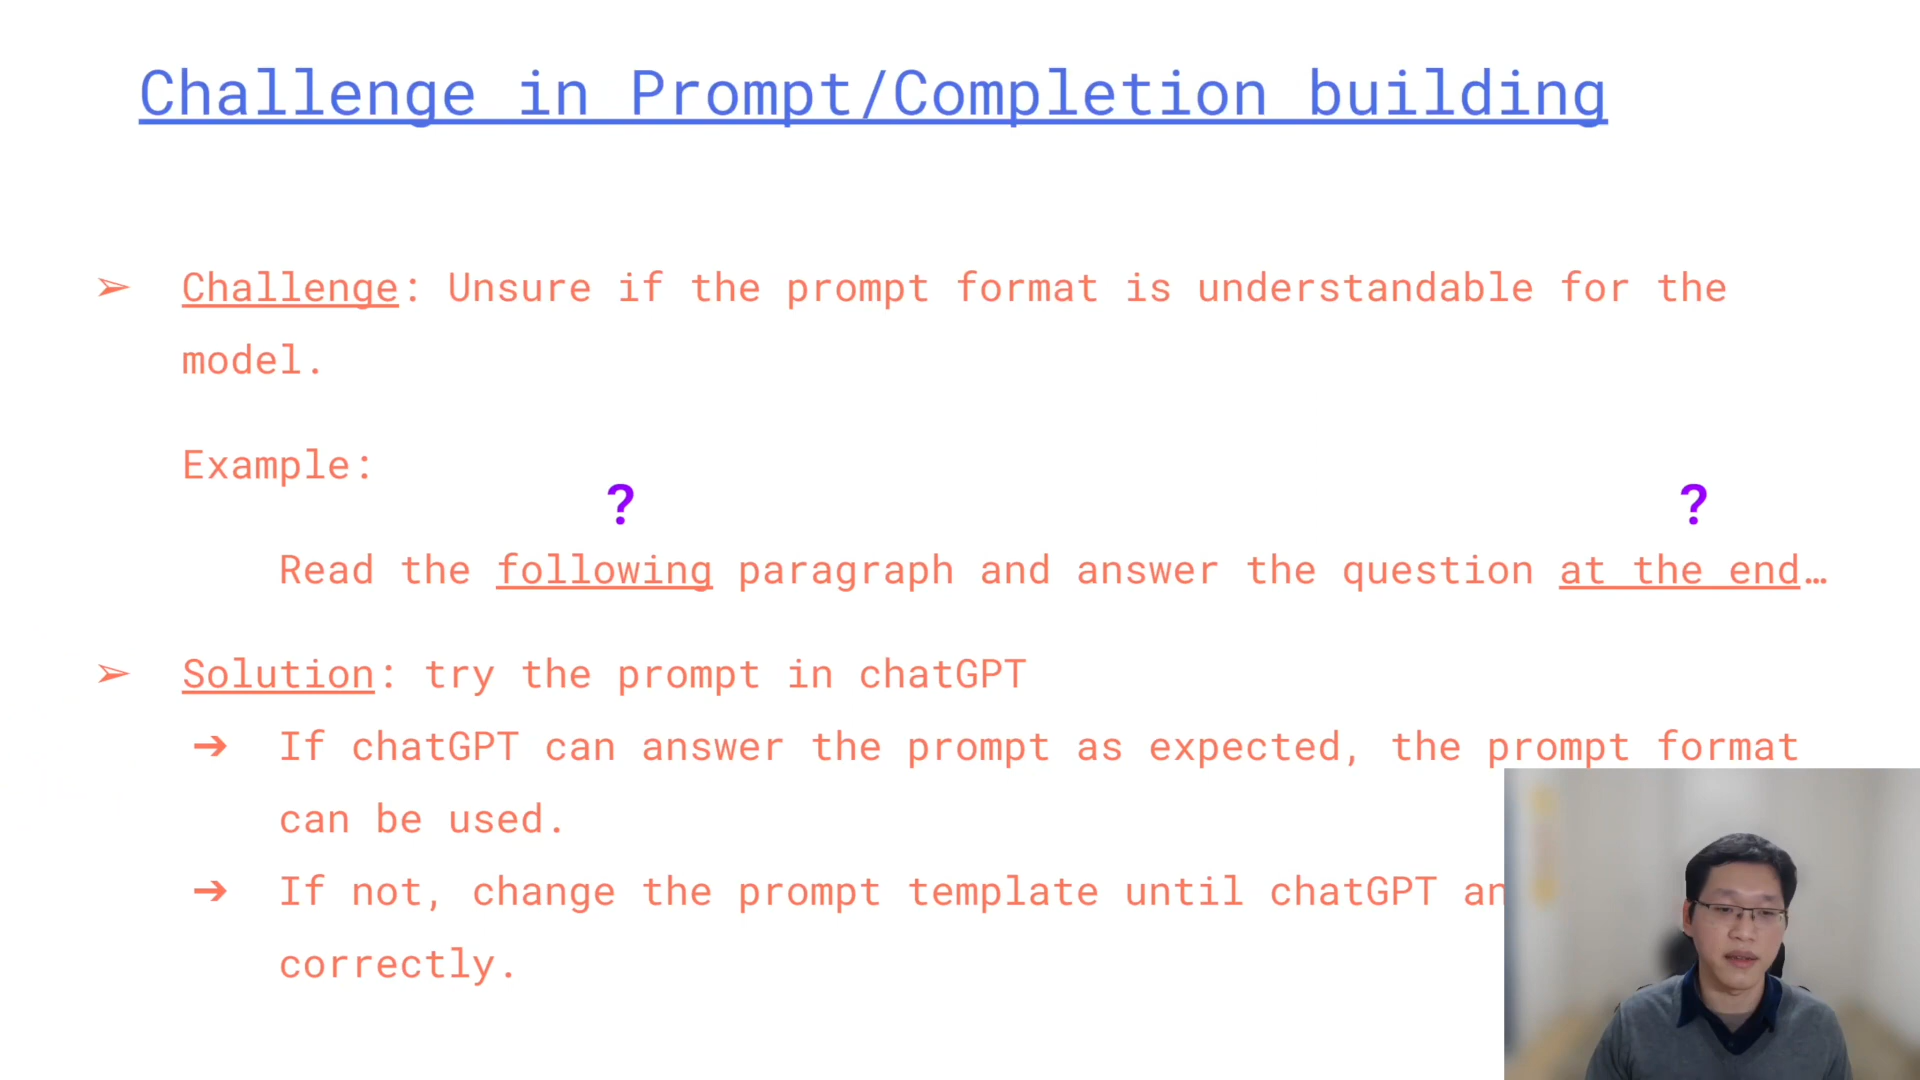 Challenge in Prompt/Completion building
➢ Challenge: Unsure if the prompt format is understandable for the
model.
Example:
? ?
Read the following paragraph and answer the question at the end…
➢ Solution: try the prompt in chatGPT
➔ If chatGPT can answer the prompt as expected, the prompt format
can be used.
➔ If not, change the prompt template until chatGPT
correctly.